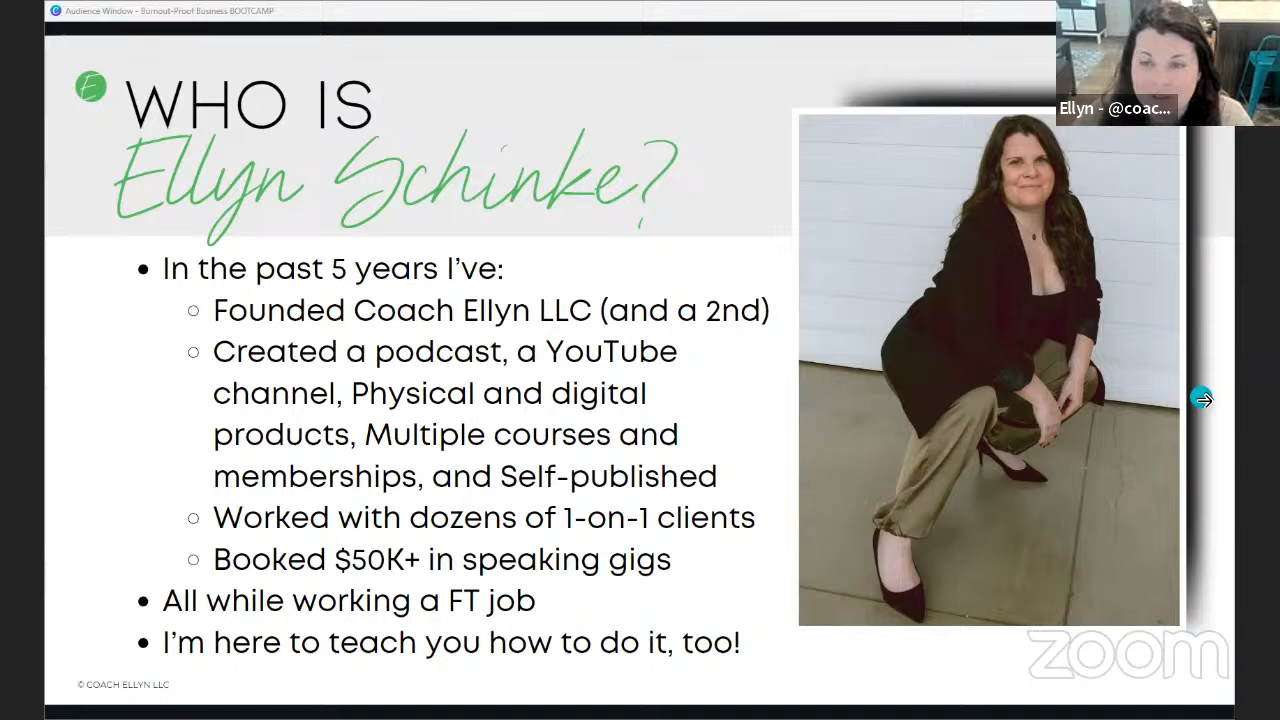 Audience Window - Burnout-Proof Business BOOTCAMP
Ellyn - @coac...
E
WHO IS
Ellyn Schinke?
• In the past 5 years I've:
○ Founded Coach Ellyn LLC (and a 2nd)
○ Created a podcast, a YouTube
channel, Physical and digital
products, Multiple courses and
memberships, and Self-published
○ Worked with dozens of 1-on-1 clients
○ Booked $50K+ in speaking gigs
• All while working a FT job
• I'm here to teach you how to do it, too!
zoom
© COACH ELLYN LLC